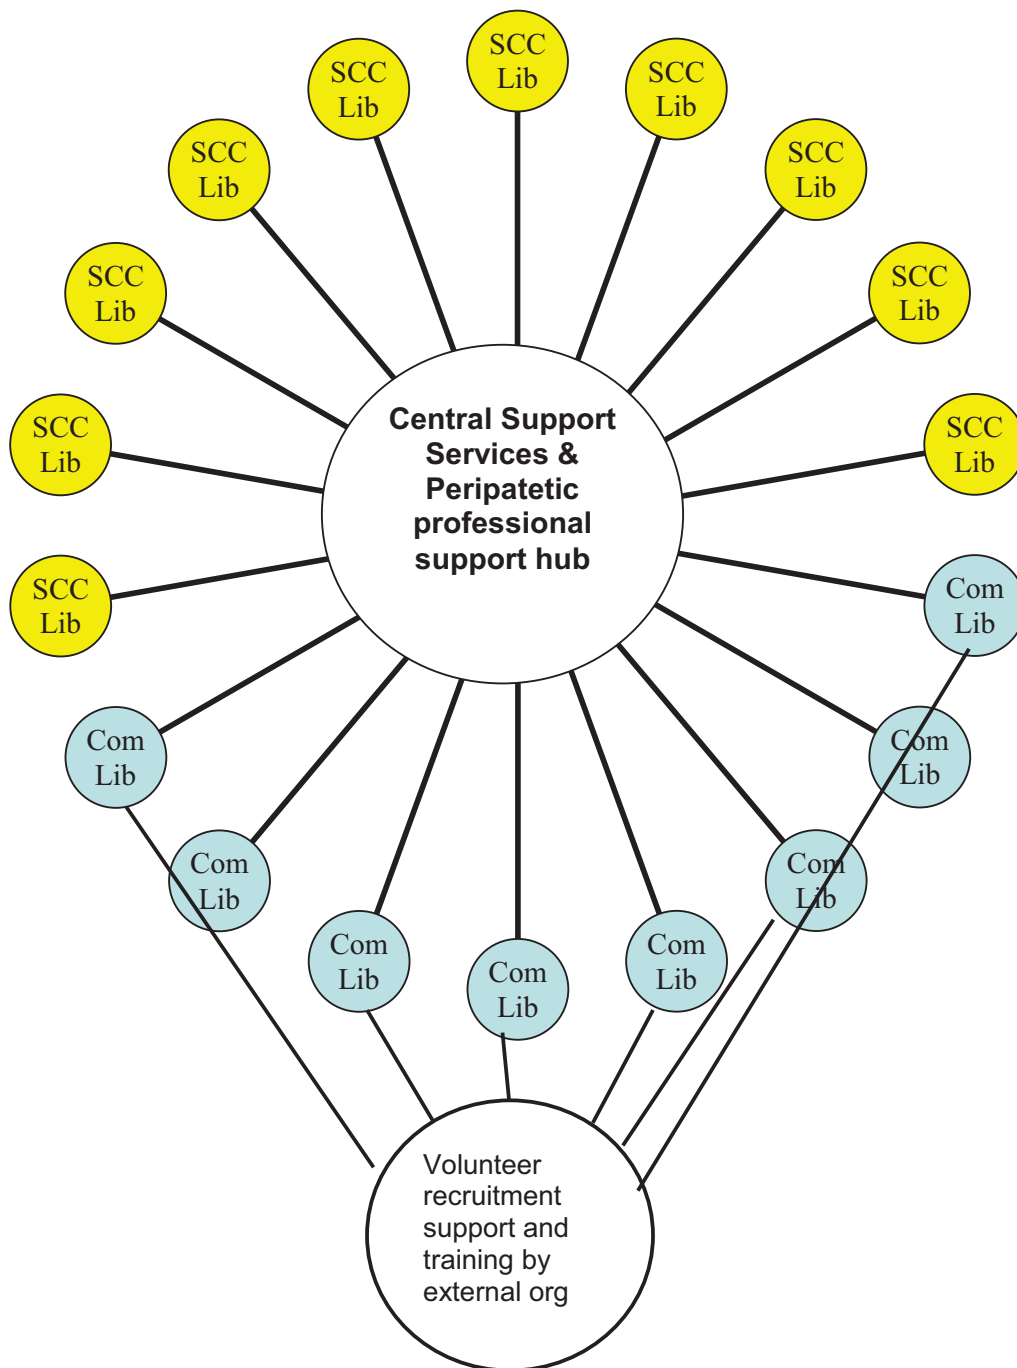 SCC
Lib
SCC
Lib
SCC
Lib
SCC
Lib
SCC
Lib
SCC
Lib
SCC
Lib
SCC
Lib
SCC
Lib
SCC
Lib
Central Support
Services &
Peripatetic
professional
support hub
Com
Lib
Com
Lib
Com
Lib
Com
Lib
Com
Lib
Com
Lib
Com
Lib
Com
Lib
Volunteer
recruitment
support and
training by
external org